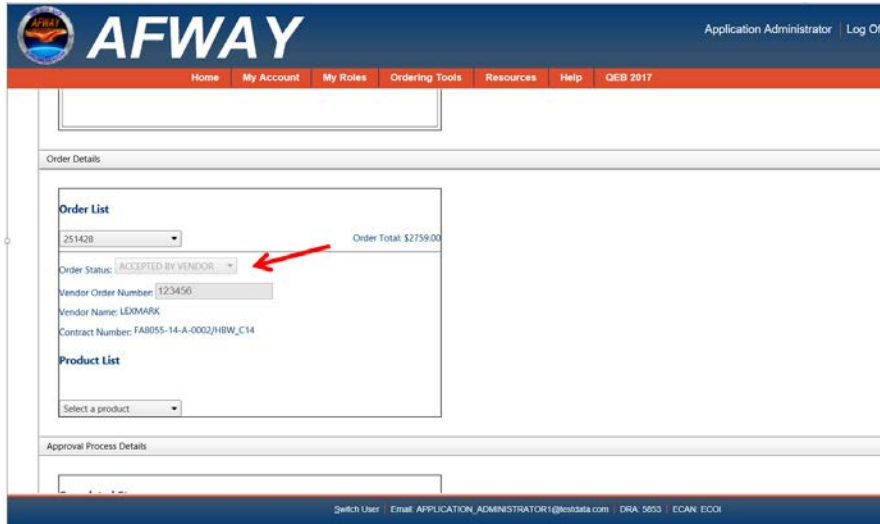 AFWAY
AFWAY
Application Administrator | Log Of
Home | My Account | My Roles | Ordering Tools | Resources | Help | QEB 2017
Order Details
Order List
251428
Order Total: $2759.00
Order Status: ACCEPTED BY VENDOR
Vendor Order Number: 123456
Vendor Name: LEXMARK
Contract Number: FA8055-14-A-0002/HBW_C14
Product List
Select a product
Approval Process Details
Switch User | Email: APPLICATION_ADMINISTRATOR1@testdata.com | DRA: 5853 | ECAN: ECOI